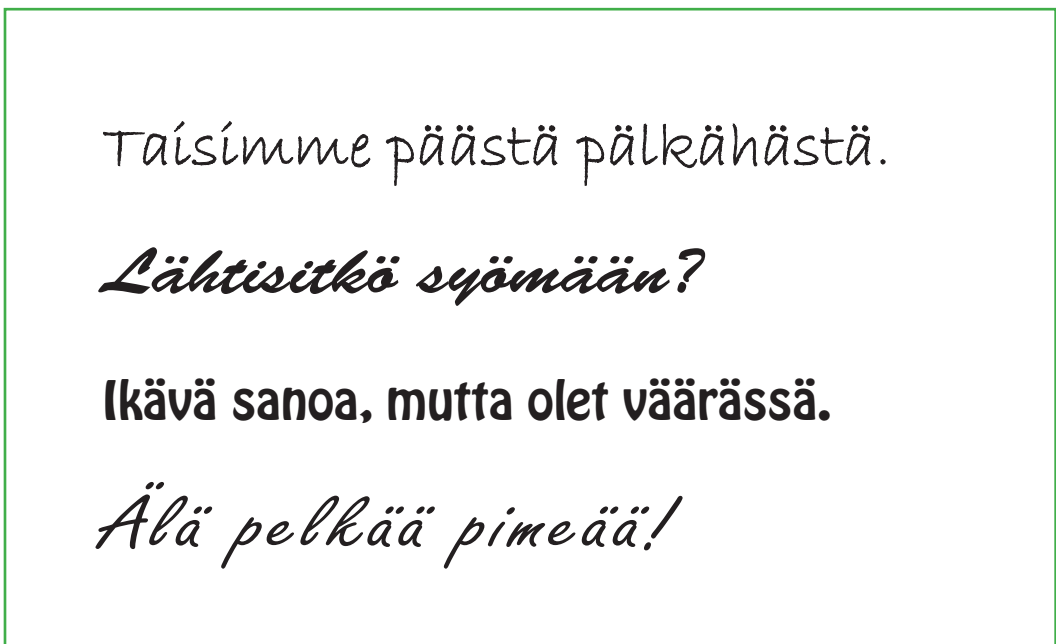 Taisimme päästä pälkähästä.
Lähtisitkö syömään?
Ikävä sanoa, mutta olet väärässä.
Älä pelkää pimeää!